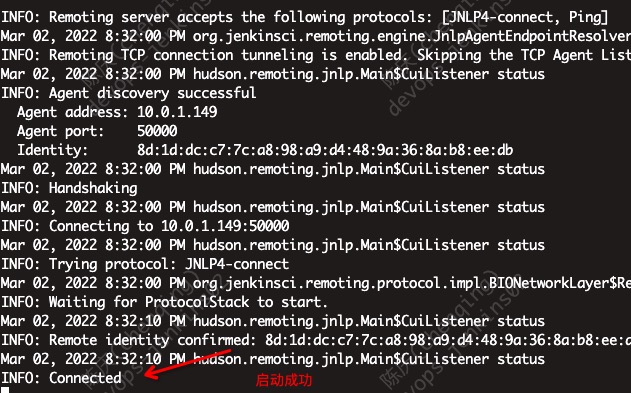 INFO: Remoting server accepts the following protocols: [JNLP4-connect, Ping]
Mar 02, 2022 8:32:00 PM org.jenkinsci.remoting.engine.JnlpAgentEndpointResolver
INFO: Remoting TCP connection tunneling is enabled. Skipping the TCP Agent List
Mar 02, 2022 8:32:00 PM hudson.remoting.jnlp.Main$CuiListener status
INFO: Agent discovery successful
Agent address: 10.0.1.149
Agent port: 50000
Identity: 8d:1d:dc:c7:7c:a8:98:a9:d4:48:9a:36:8a:b8:ee:db
Mar 02, 2022 8:32:00 PM hudson.remoting.jnlp.Main$CuiListener status
INFO: Handshaking
Mar 02, 2022 8:32:00 PM hudson.remoting.jnlp.Main$CuiListener status
INFO: Connecting to 10.0.1.149:50000
Mar 02, 2022 8:32:00 PM hudson.remoting.jnlp.Main$CuiListener status
INFO: Trying protocol: JNLP4-connect
Mar 02, 2022 8:32:00 PM org.jenkinsci.remoting.protocol.impl.BIONetworkLayer$Re
INFO: Waiting for ProtocolStack to start.
Mar 02, 2022 8:32:10 PM hudson.remoting.jnlp.Main$CuiListener status
INFO: Remote identity confirmed: 8d:1d:dc:c7:7c:a8:98:a9:d4:48:9a:36:8a:b8:ee:d
Mar 02, 2022 8:32:10 PM hudson.remoting.jnlp.Main$CuiListener status
INFO: Connected
启动成功